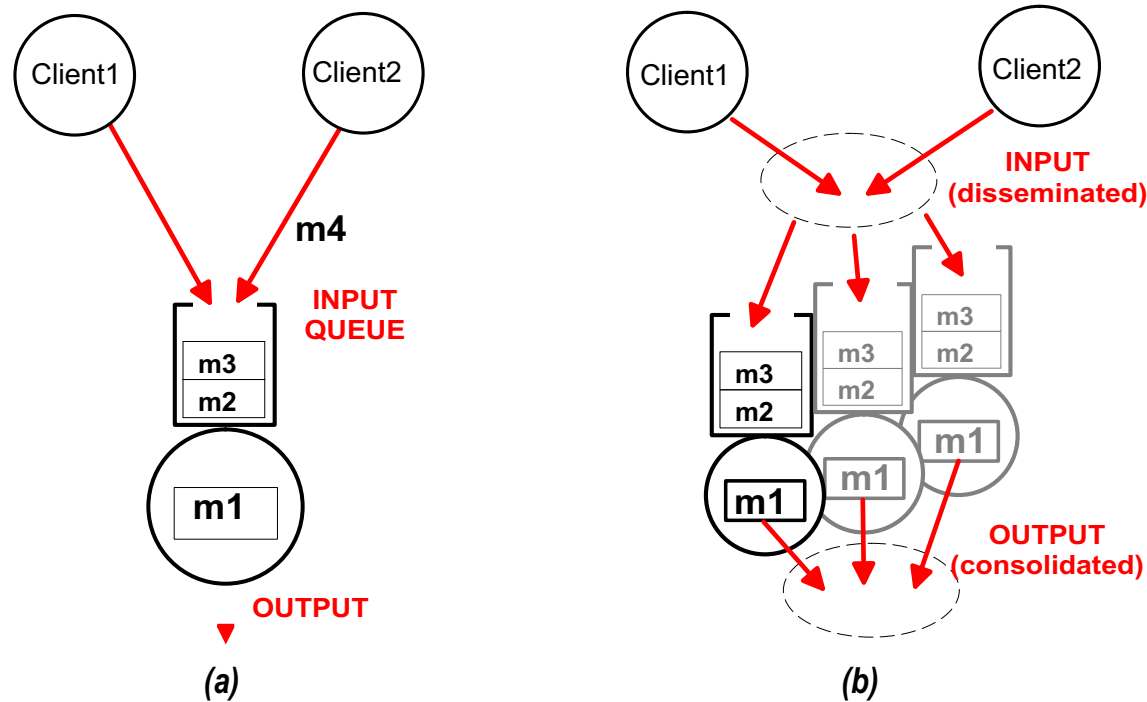 Client1
Client2
m4
INPUT
QUEUE
m3
m2
m1
OUTPUT
(a)
Client1
Client2
INPUT
(disseminated)
m3
m2
m1
m3
m2
m1
m3
m2
m1
OUTPUT
(consolidated)
(b)